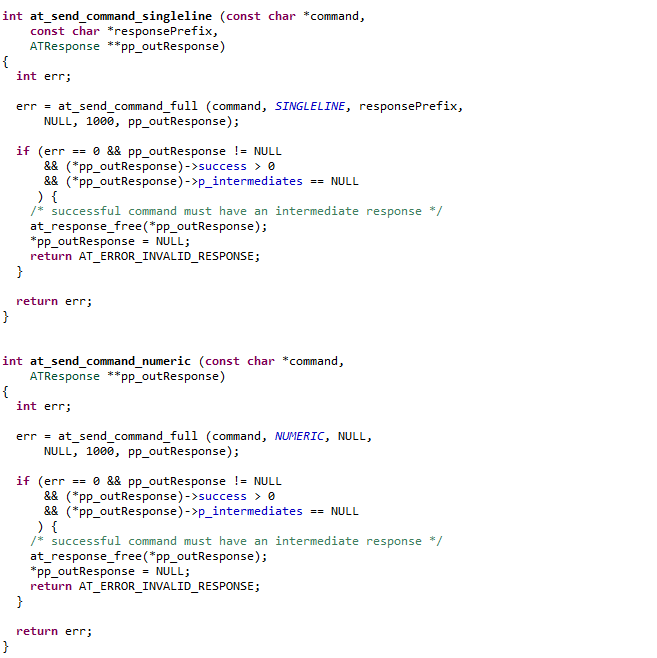 int at_send_command_singleline (const char *command,
    const char *responsePrefix,
    ATResponse **pp_outResponse)
{
  int err;

  err = at_send_command_full (command, SINGLELINE, responsePrefix,
      NULL, 1000, pp_outResponse);

  if (err == 0 && pp_outResponse != NULL
      && (*pp_outResponse)->success > 0
      && (*pp_outResponse)->p_intermediates == NULL
     ) {
    /* successful command must have an intermediate response */
    at_response_free(*pp_outResponse);
    *pp_outResponse = NULL;
    return AT_ERROR_INVALID_RESPONSE;
  }

  return err;
}


int at_send_command_numeric (const char *command,
    ATResponse **pp_outResponse)
{
  int err;

  err = at_send_command_full (command, NUMERIC, NULL,
      NULL, 1000, pp_outResponse);

  if (err == 0 && pp_outResponse != NULL
      && (*pp_outResponse)->success > 0
      && (*pp_outResponse)->p_intermediates == NULL
     ) {
    /* successful command must have an intermediate response */
    at_response_free(*pp_outResponse);
    *pp_outResponse = NULL;
    return AT_ERROR_INVALID_RESPONSE;
  }

  return err;
}